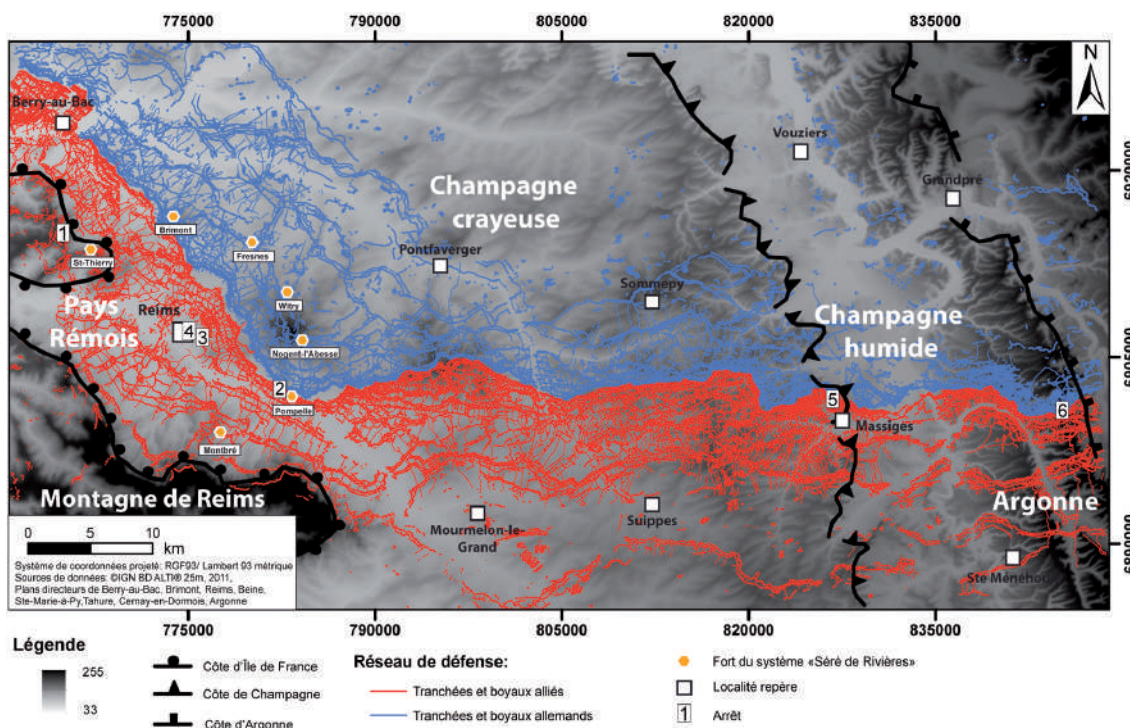 775000 790000 805000 820000 835000
N
Berry-au-Bac
Vouziers
6920000
Grandpré
Champagne
crayeuse
Brimont
1
St-Thierry
Fresnes
Pontfaverger
Pays
Rémois
Witry
Sommepy
Reims
4
3
Nogent-l'Abesse
Champagne
humide
6905000
2
Pompelle
5
6
Massiges
Montbré
Montagne de Reims
Argonne
Mourmelon-le-
Grand
Suippes
6890000
0 5 10
km
Système de coordonnées projeté: RGF93/ Lambert 93 métrique
Sources de données: ©IGN BD ALTI® 25m, 2011,
Plans directeurs de Berry-au-Bac, Brimont, Reims, Beine,
Ste-Marie-à-Py,Tahure, Cernay-en-Dormois, Argonne
775000 790000 805000 820000 835000
Légende
255
33
Côte d'Île de France
Côte de Champagne
Côte d'Argonne
Réseau de défense:
Tranchées et boyaux alliés
Tranchées et boyaux allemands
Fort du système «Séré de Rivières»
Localité repère
1 Arrêt